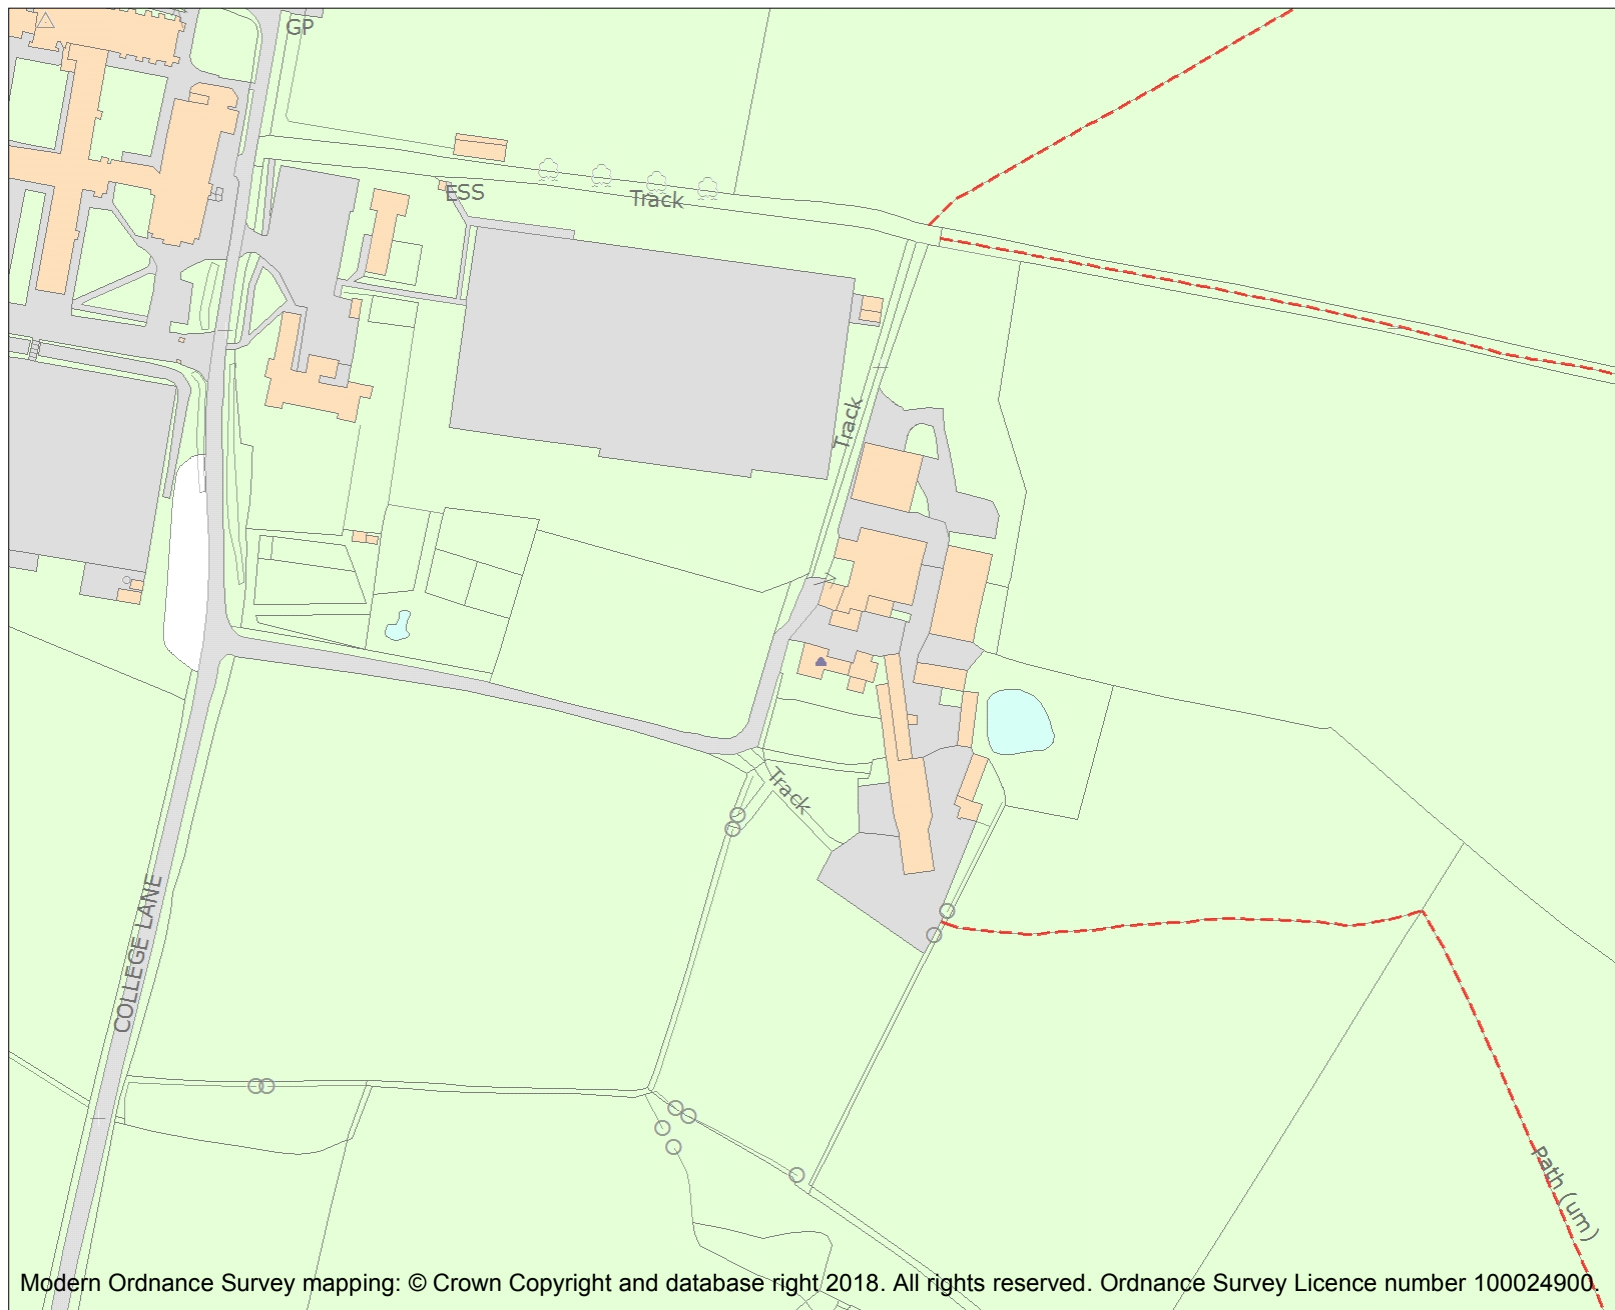 GP
ESS
Track
Track
Track
COLLEGE LANE
Path (um)
Modern Ordnance Survey mapping: © Crown Copyright and database right 2018. All rights reserved. Ordnance Survey Licence number 100024900.